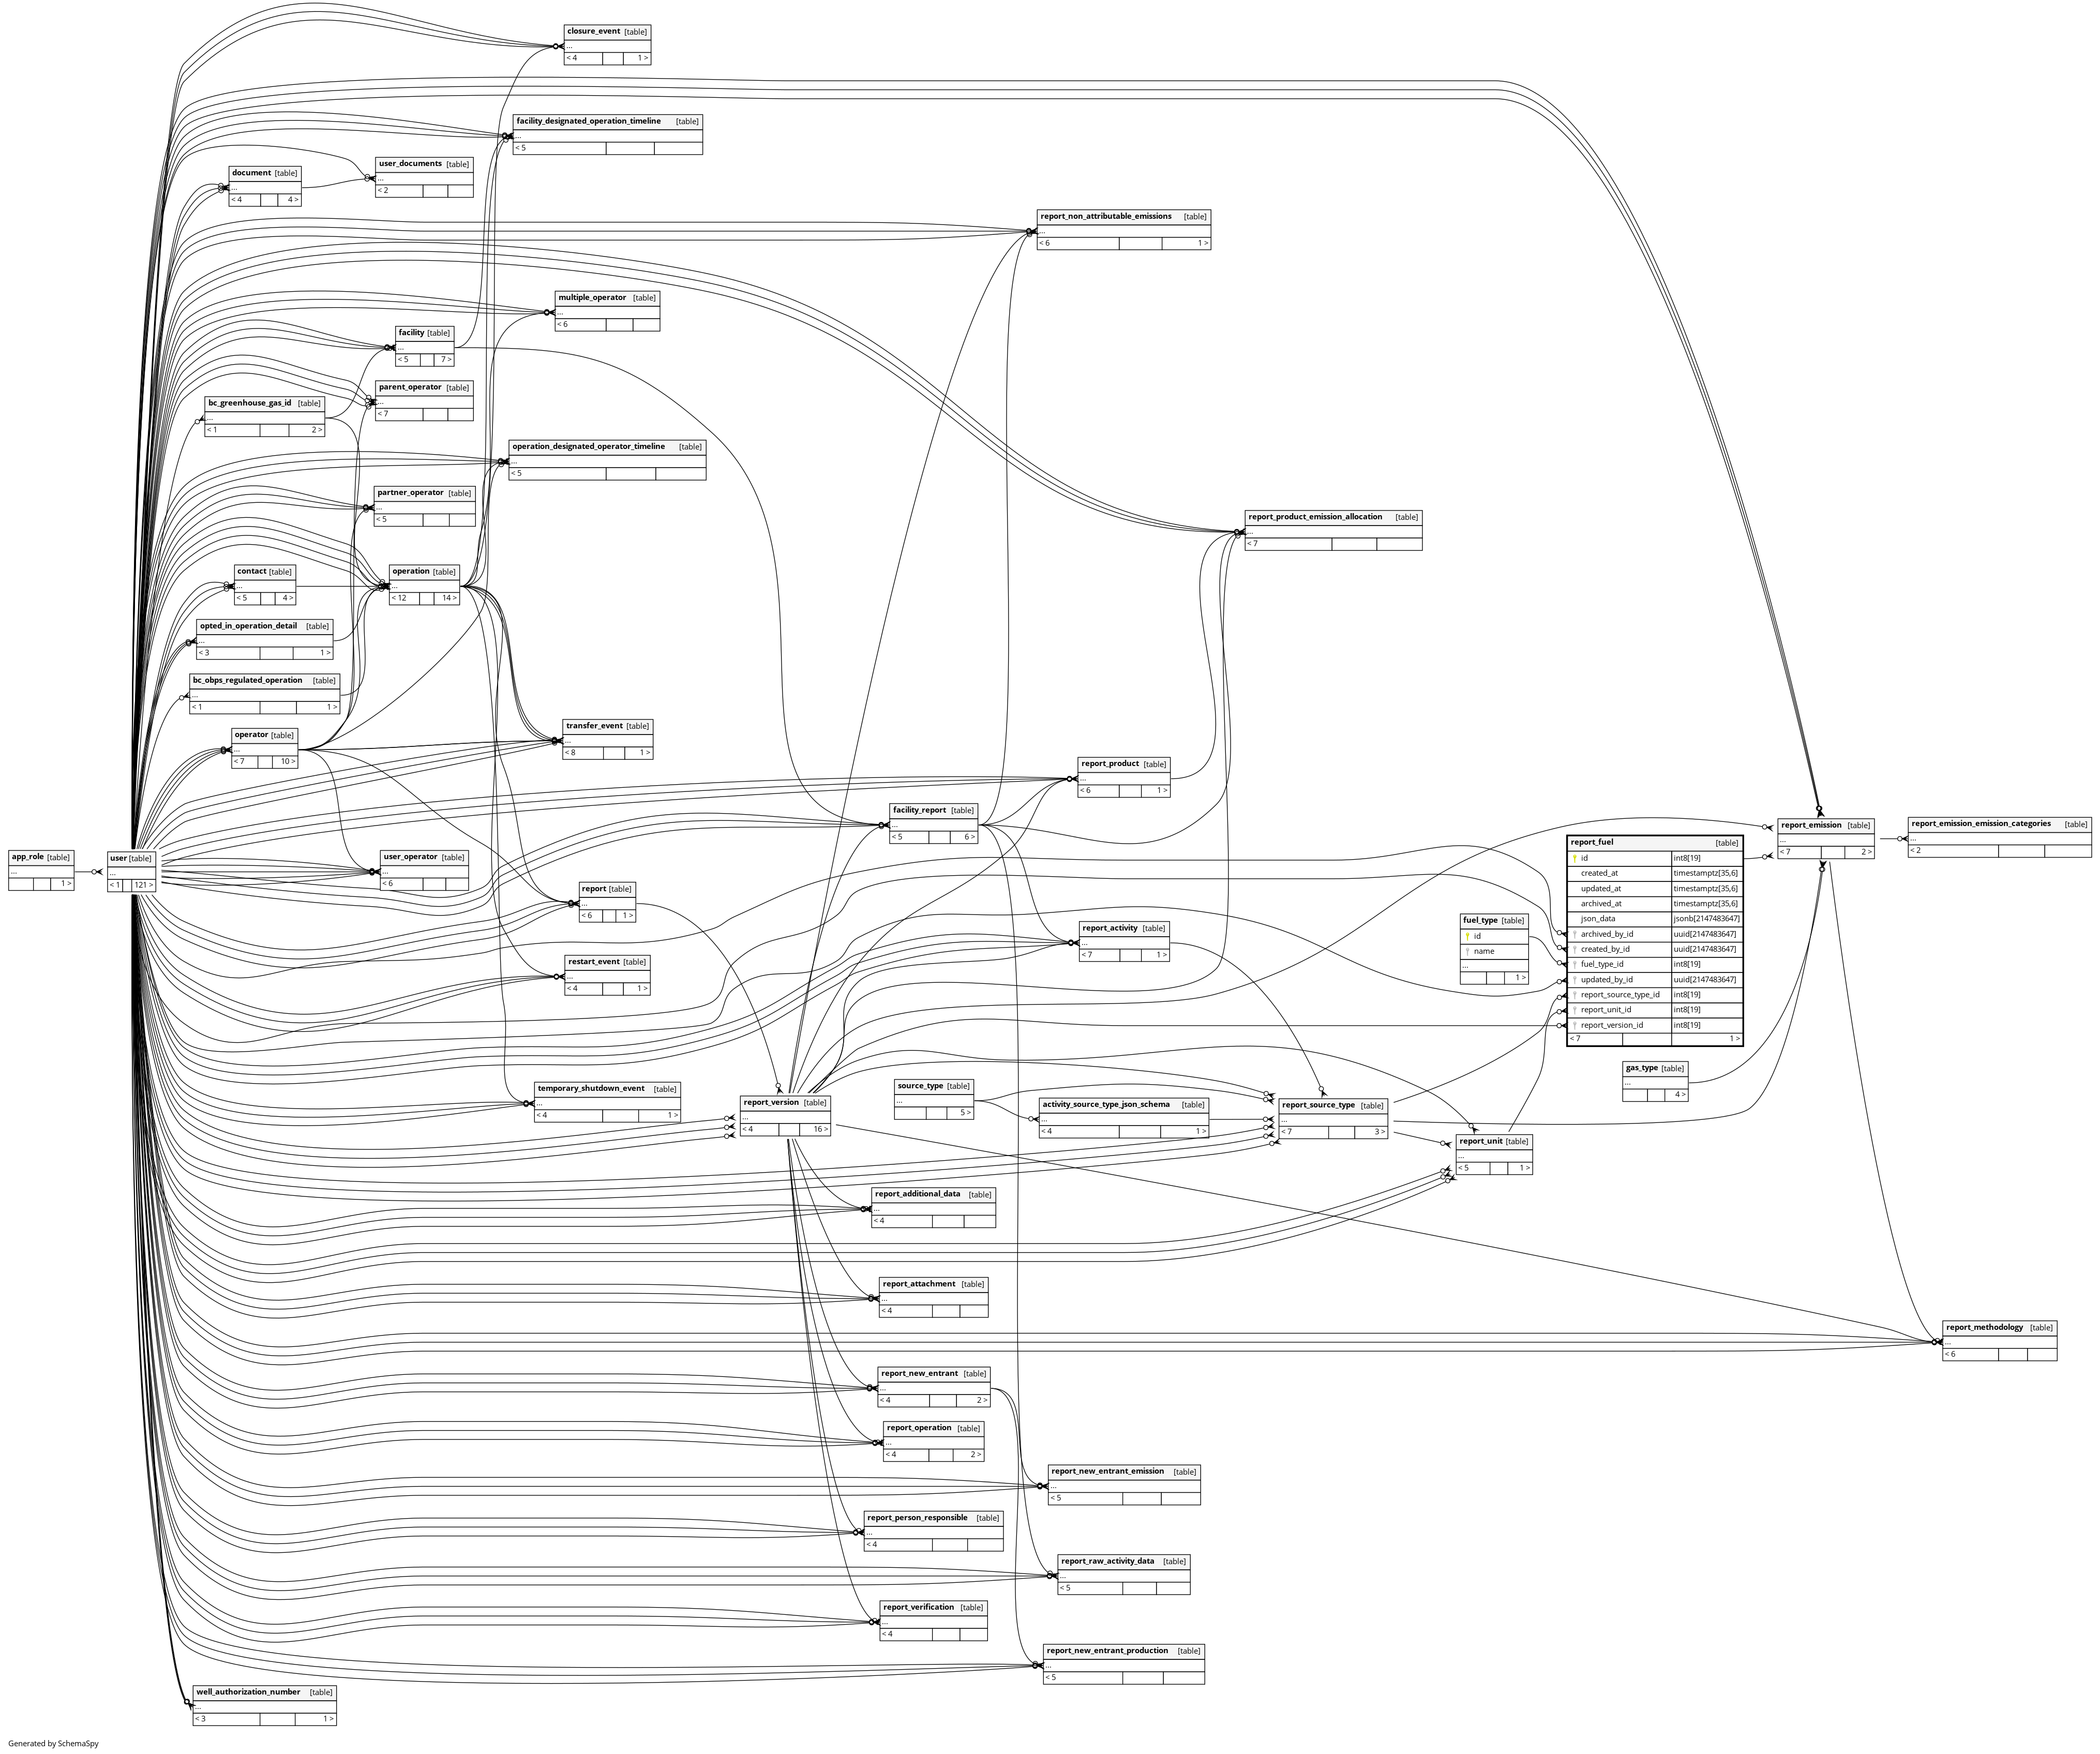 closure_event [table]
...
< 4 1 >
facility_designated_operation_timeline [table]
...
< 5
user_documents [table]
...
< 2
document [table]
...
< 4 4 >
report_non_attributable_emissions [table]
...
< 6 1 >
multiple_operator [table]
...
< 6
facility [table]
...
< 5 7 >
parent_operator [table]
...
< 7
bc_greenhouse_gas_id [table]
...
< 1 2 >
operation_designated_operator_timeline [table]
...
< 5
partner_operator [table]
...
< 5
report_product_emission_allocation [table]
...
< 7
contact [table]
...
< 5 4 >
operation [table]
...
< 12 14 >
opted_in_operation_detail [table]
...
< 3 1 >
bc_obps_regulated_operation [table]
...
< 1 1 >
operator [table]
...
< 7 10 >
transfer_event [table]
...
< 8 1 >
report_product [table]
...
< 6 1 >
facility_report [table]
...
< 5 6 >
app_role [table]
...
1 >
user [table]
...
< 1 121 >
user_operator [table]
...
< 6
report [table]
...
< 6 1 >
report_emission [table]
...
< 7 2 >
report_emission_emission_categories [table]
...
< 2
report_fuel [table]
id int8[19]
created_at timestamptz[35,6]
updated_at timestamptz[35,6]
archived_at timestamptz[35,6]
json_data jsonb[2147483647]
archived_by_id uuid[2147483647]
created_by_id uuid[2147483647]
fuel_type_id int8[19]
updated_by_id uuid[2147483647]
report_source_type_id int8[19]
report_unit_id int8[19]
report_version_id int8[19]
< 7 1 >
fuel_type [table]
id
name
...
1 >
report_activity [table]
...
< 7 1 >
restart_event [table]
...
< 4 1 >
gas_type [table]
...
4 >
temporary_shutdown_event [table]
...
< 4 1 >
report_version [table]
...
< 4 16 >
source_type [table]
...
5 >
activity_source_type_json_schema [table]
...
< 4 1 >
report_source_type [table]
...
< 7 3 >
report_unit [table]
...
< 5 1 >
report_additional_data [table]
...
< 4
report_attachment [table]
...
< 4
report_methodology [table]
...
< 6
report_new_entrant [table]
...
< 4 2 >
report_operation [table]
...
< 4 2 >
report_new_entrant_emission [table]
...
< 5
report_person_responsible [table]
...
< 4
report_raw_activity_data [table]
...
< 5
report_verification [table]
...
< 4
report_new_entrant_production [table]
...
< 5
well_authorization_number [table]
...
< 3 1 >
Generated by SchemaSpy